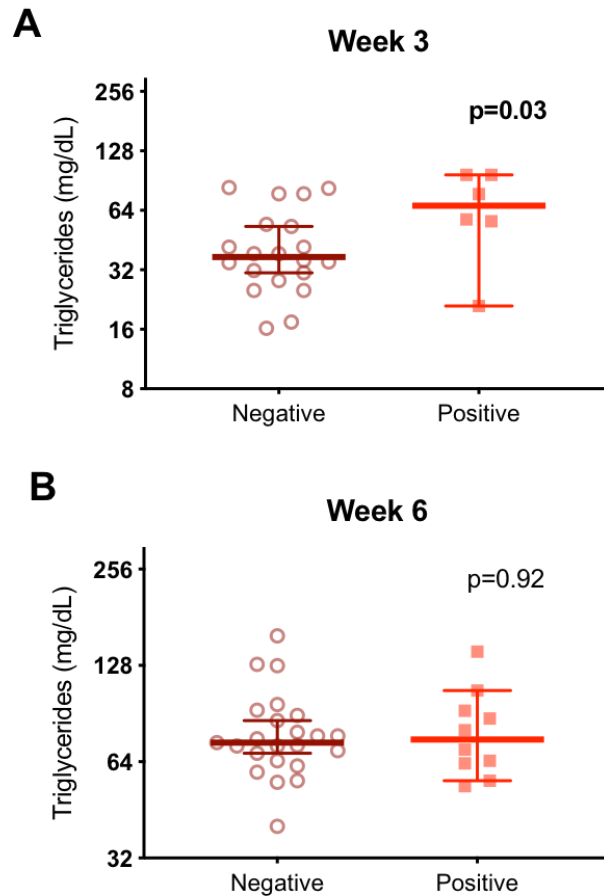 A
Week 3
Triglycerides (mg/dL)
256
128
64
32
16
8
p=0.03
Negative
Positive
B
Week 6
Triglycerides (mg/dL)
256
128
64
32
p=0.92
Negative
Positive